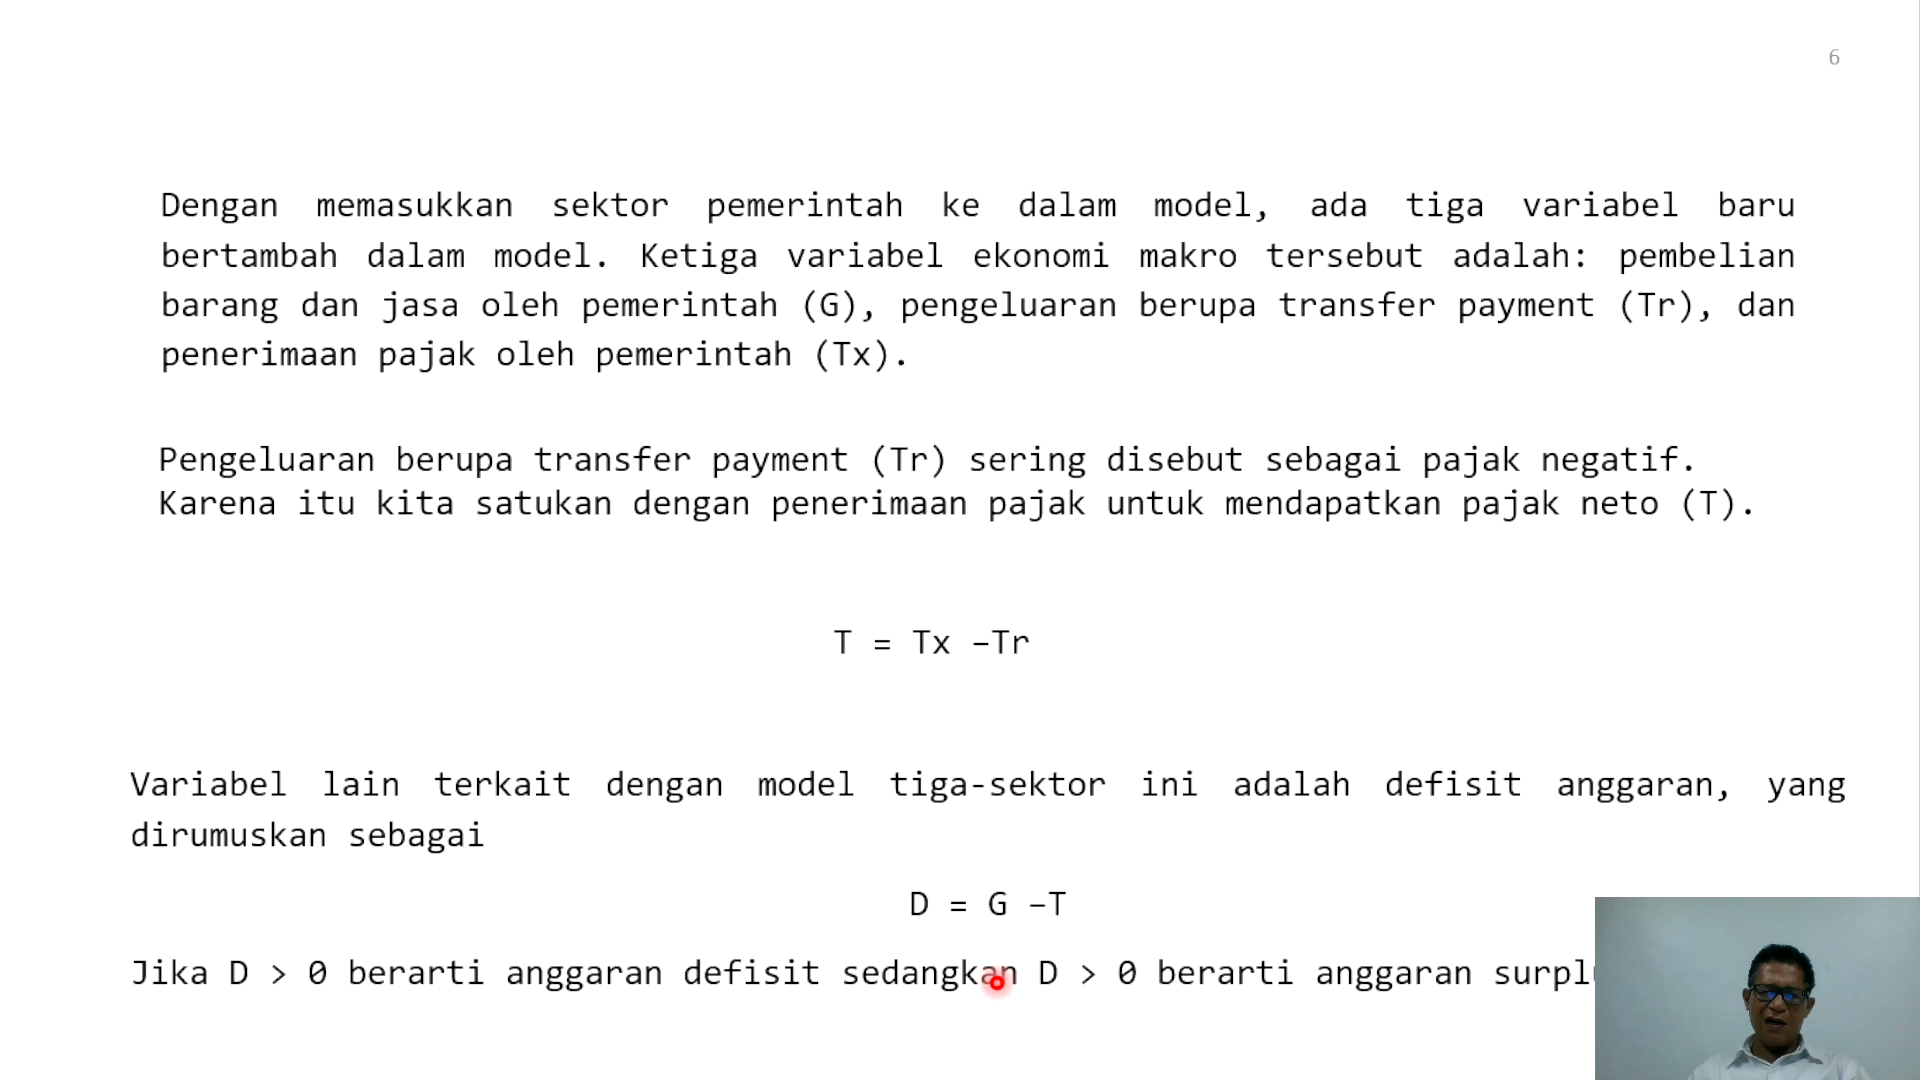 6
Dengan memasukkan sektor pemerintah ke dalam model, ada tiga variabel baru
bertambah dalam model. Ketiga variabel ekonomi makro tersebut adalah: pembelian
barang dan jasa oleh pemerintah (G), pengeluaran berupa transfer payment (Tr), dan
penerimaan pajak oleh pemerintah (Tx).
Pengeluaran berupa transfer payment (Tr) sering disebut sebagai pajak negatif.
Karena itu kita satukan dengan penerimaan pajak untuk mendapatkan pajak neto (T).
T = Tx –Tr
Variabel lain terkait dengan model tiga-sektor ini adalah defisit anggaran, yang
dirumuskan sebagai
D = G –T
Jika D > 0 berarti anggaran defisit sedangkan D > 0 berarti anggaran